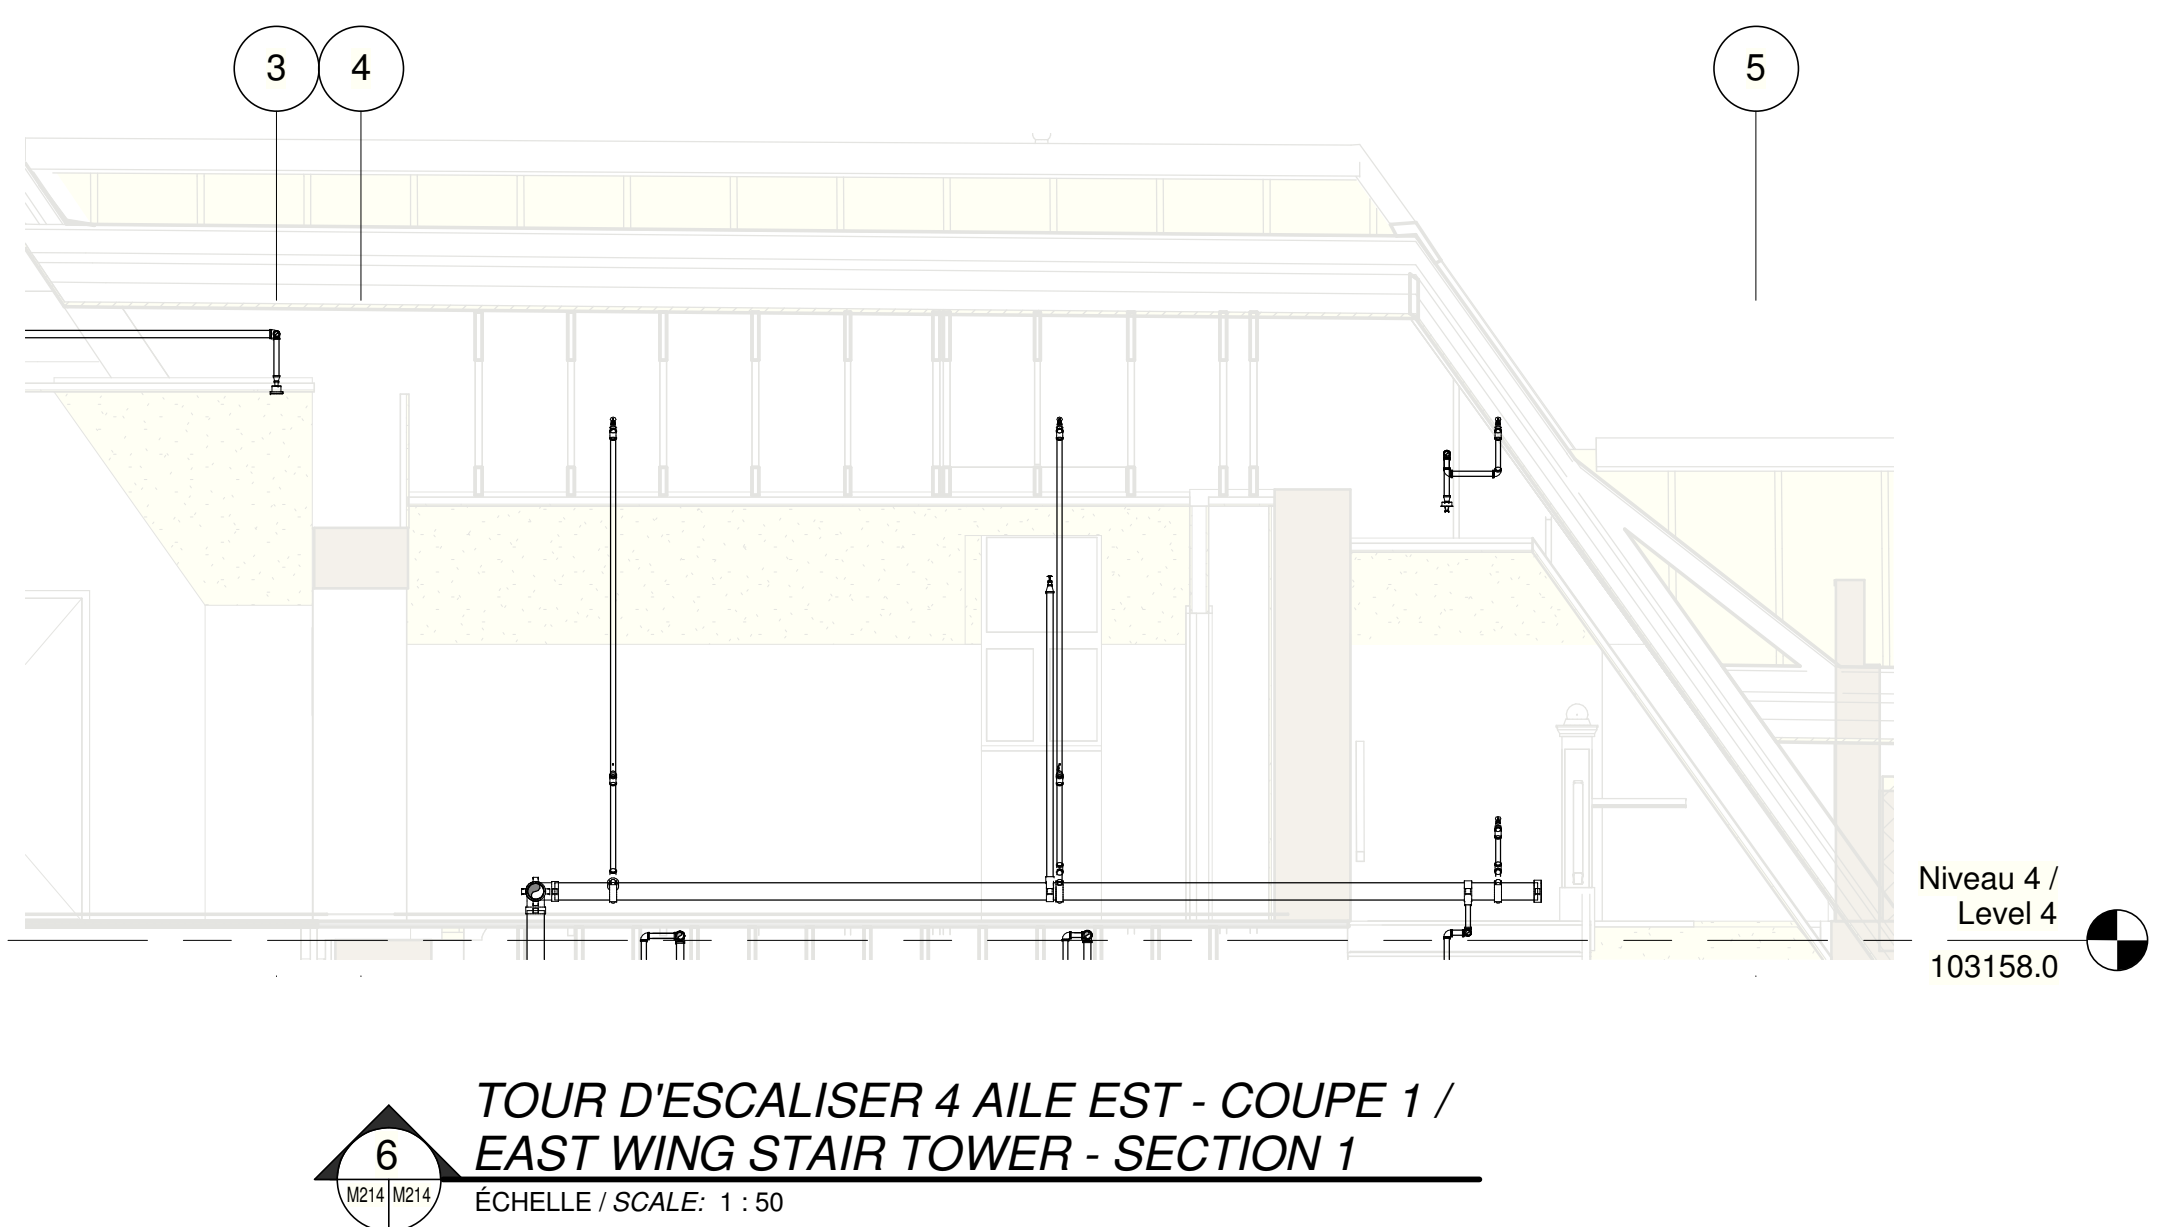 3 4 5
Niveau 4 /
Level 4
103158.0
TOUR D'ESCALISER 4 AILE EST - COUPE 1 /
EAST WING STAIR TOWER - SECTION 1
6
M214 M214
ÉCHELLE / SCALE: 1 : 50